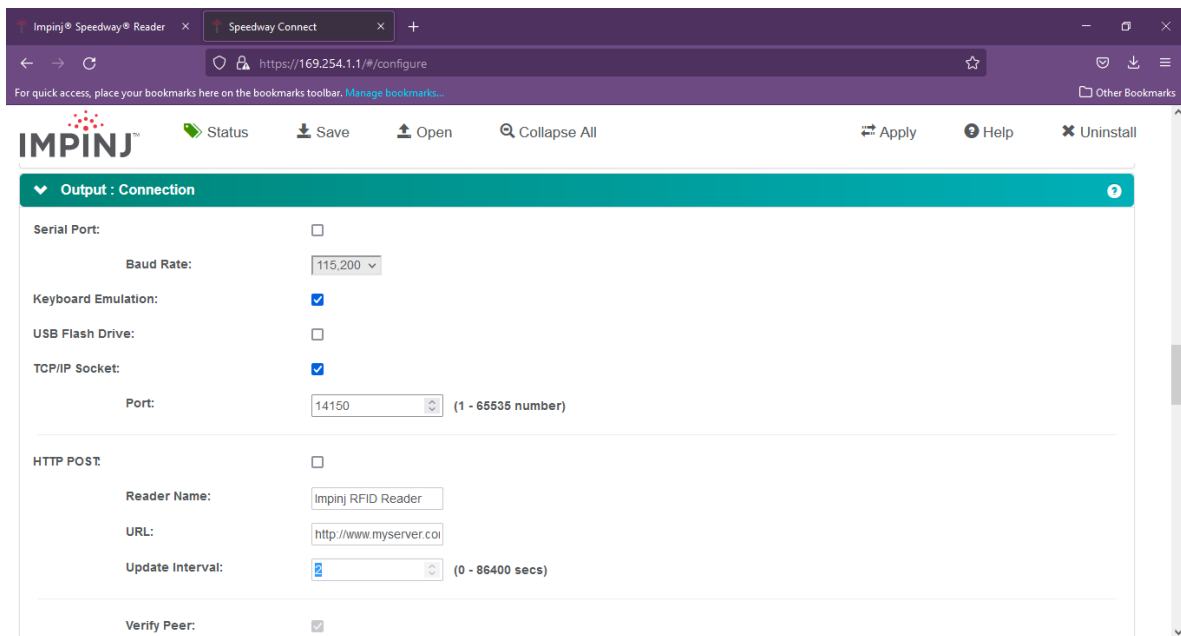 Impinj® Speedway® Reader
Speedway Connect
https://169.254.1.1/#/configure
For quick access, place your bookmarks here on the bookmarks toolbar. Manage bookmarks...
Other Bookmarks
IMPINJ™ Status Save Open Collapse All Apply Help Uninstall
Output : Connection
Serial Port:
Baud Rate: 115,200
Keyboard Emulation:
USB Flash Drive:
TCP/IP Socket:
Port: 14150 (1 - 65535 number)
HTTP POST:
Reader Name: Impinj RFID Reader
URL: http://www.myserver.co
Update Interval: 2 (0 - 86400 secs)
Verify Peer: